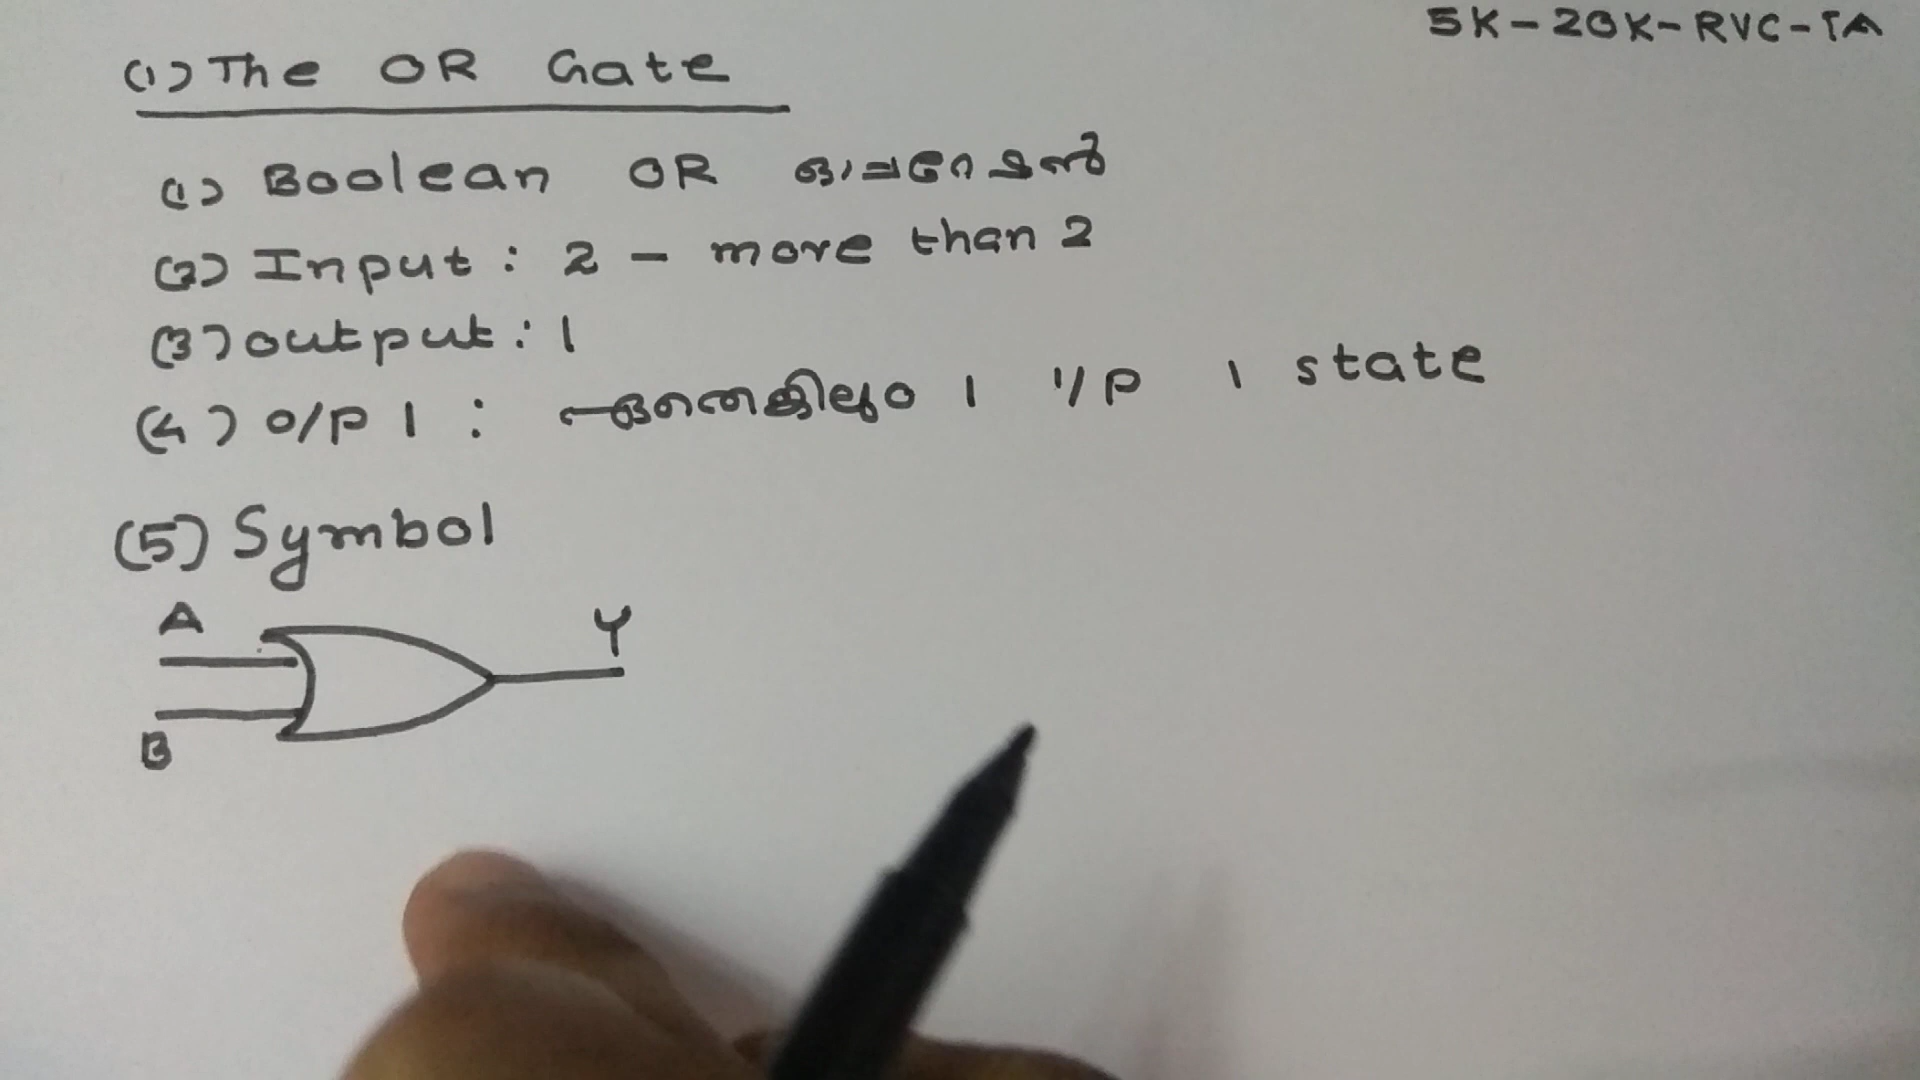 5K-20K-RVC-TA
(1) The OR Gate
(1) Boolean OR ഓപ്പറേഷൻ
(2) Input : 2 - more than 2
(3) output : 1
(4) O/P 1 : ഏതെങ്കിലും 1 I/P 1 state
(5) Symbol
A
Y
B